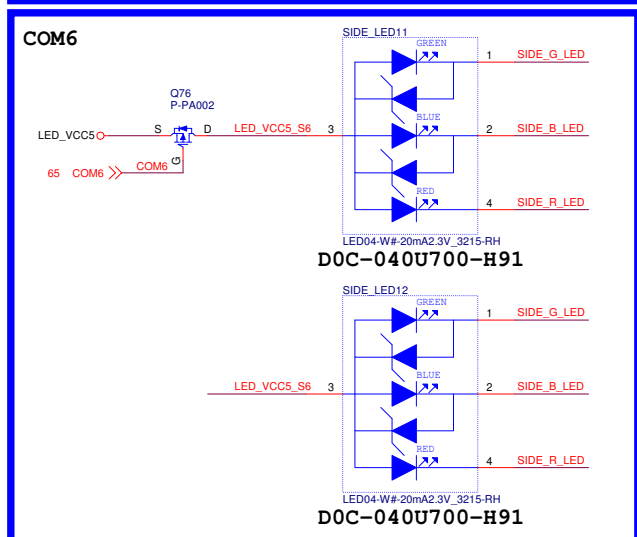 COM6
SIDE_LED11
GREEN
1 SIDE_G_LED
Q76
P-PA002
LED_VCC5 S D LED_VCC5_S6 3 BLUE 2 SIDE_B_LED
G
65 COM6 COM6
RED
4 SIDE_R_LED
LED04-W#-20mA2.3V_3215-RH
D0C-040U700-H91
SIDE_LED12
GREEN
1 SIDE_G_LED
BLUE
LED_VCC5_S6 3 2 SIDE_B_LED
RED
4 SIDE_R_LED
LED04-W#-20mA2.3V_3215-RH
D0C-040U700-H91